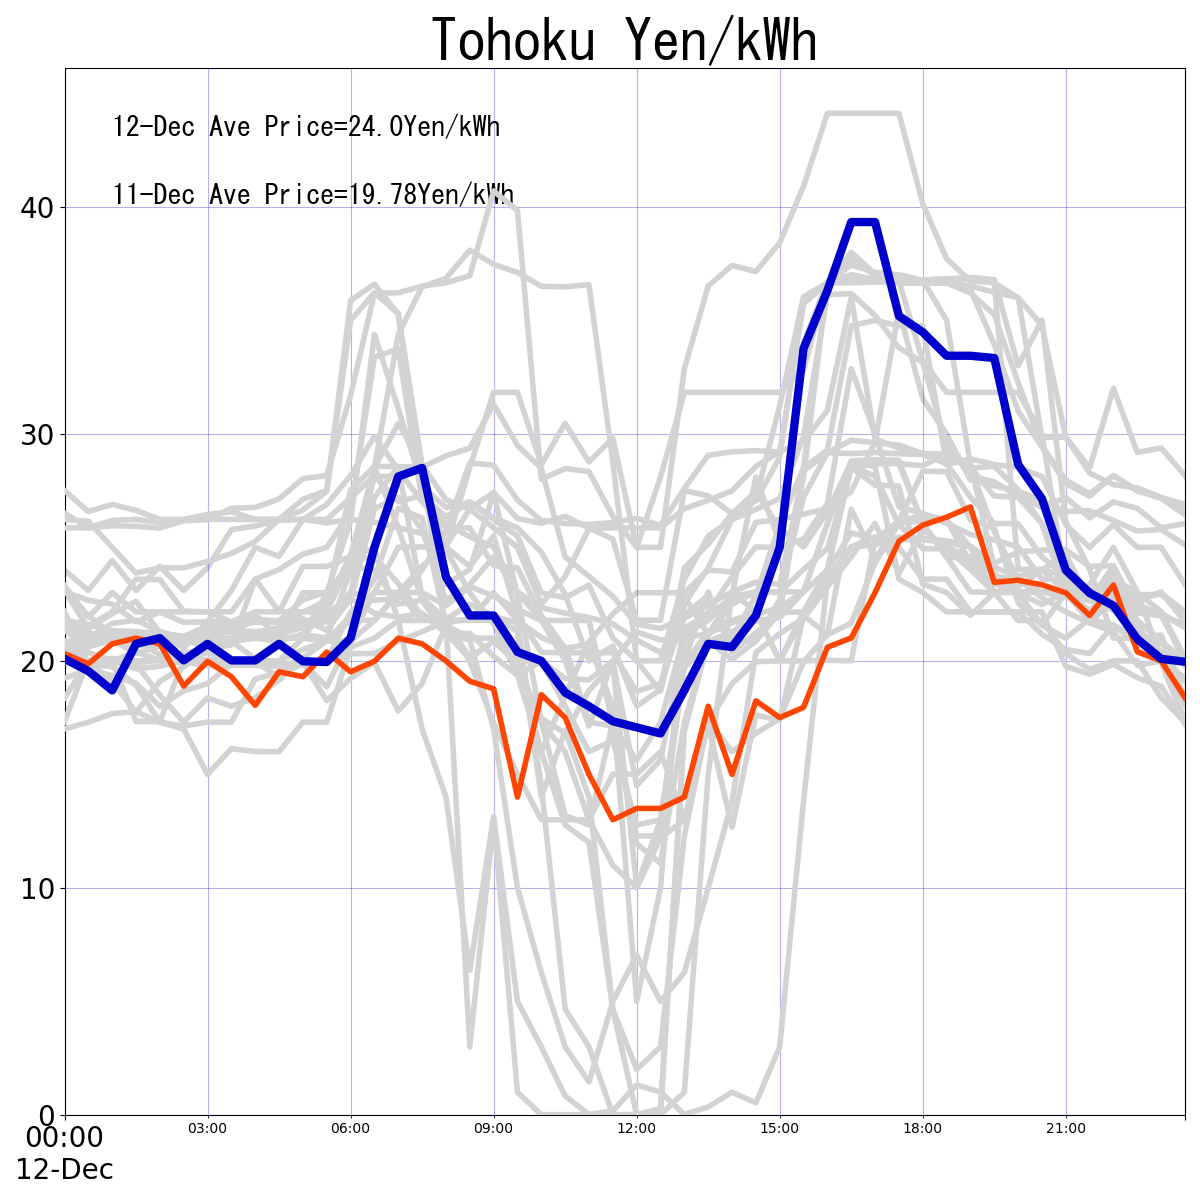 Tohoku Yen/kWh
12-Dec Ave Price=24.0Yen/kWh
11-Dec Ave Price=19.78Yen/kWh
40
30
20
10
0
00:00 03:00 06:00 09:00 12:00 15:00 18:00 21:00
12-Dec